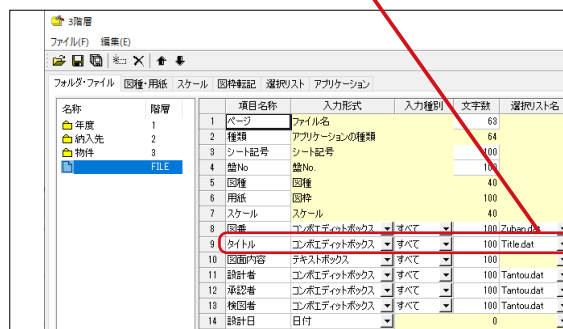 3階層
ファイル(F) 編集(E)
フォルダ・ファイル 図種・用紙 スケール 図枠転記 選択リスト アプリケーション
名称 階層
年度 1
納入先 2
物件 3
FILE
項目名称 入力形式 入力種別 文字数 選択リスト名
1 ページ ファイル名 63
2 種類 アプリケーションの種類 64
3 シート記号 シート記号 100
4 盤No 盤No. 100
5 図種 図種 40
6 用紙 図枠 100
7 スケール スケール 40
8 図番 コンボエディットボックス すべて 100 Zuban.dat
9 タイトル コンボエディットボックス すべて 100 Title.dat
10 図面内容 テキストボックス すべて 100
11 設計者 コンボエディットボックス すべて 100 Tantou.dat
12 承認者 コンボエディットボックス すべて 100 Tantou.dat
13 検図者 コンボエディットボックス すべて 100 Tantou.dat
14 設計日 日付 0